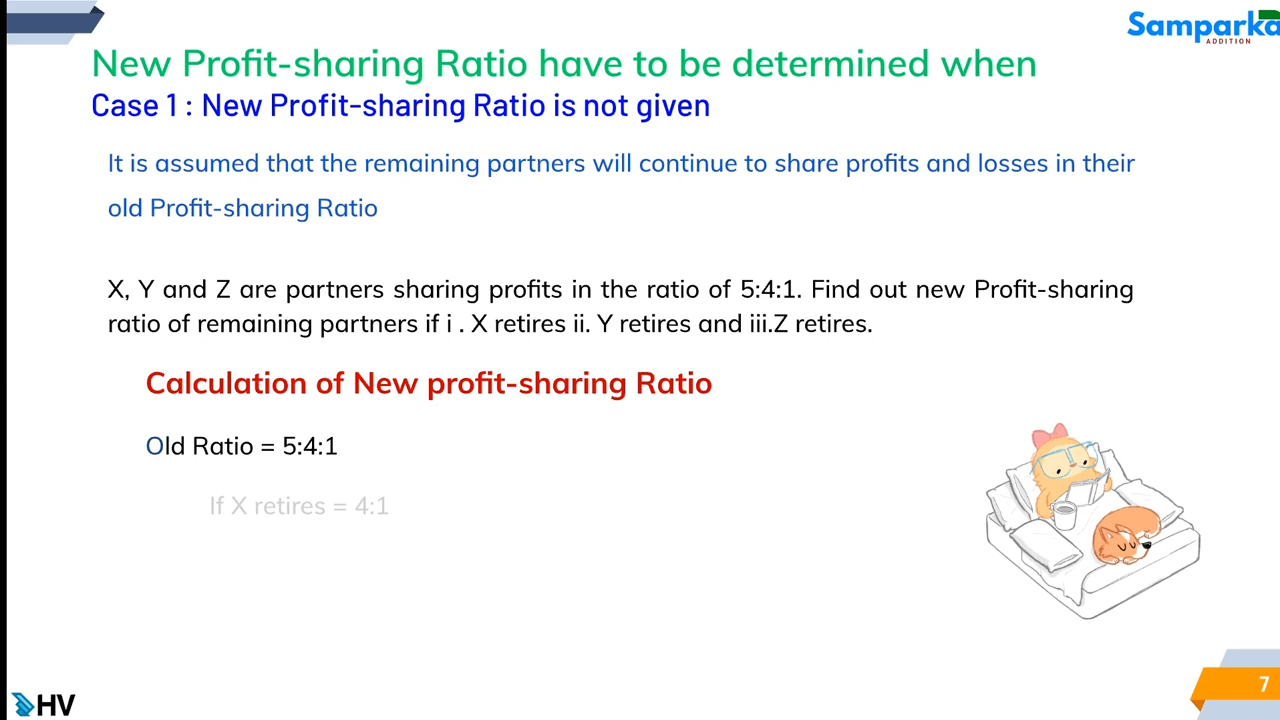 Samparka
ADDITION
New Profit-sharing Ratio have to be determined when
Case 1 : New Profit-sharing Ratio is not given
It is assumed that the remaining partners will continue to share profits and losses in their
old Profit-sharing Ratio
X, Y and Z are partners sharing profits in the ratio of 5:4:1. Find out new Profit-sharing
ratio of remaining partners if i . X retires ii. Y retires and iii.Z retires.
Calculation of New profit-sharing Ratio
Old Ratio = 5:4:1
If X retires = 4:1
7
HV